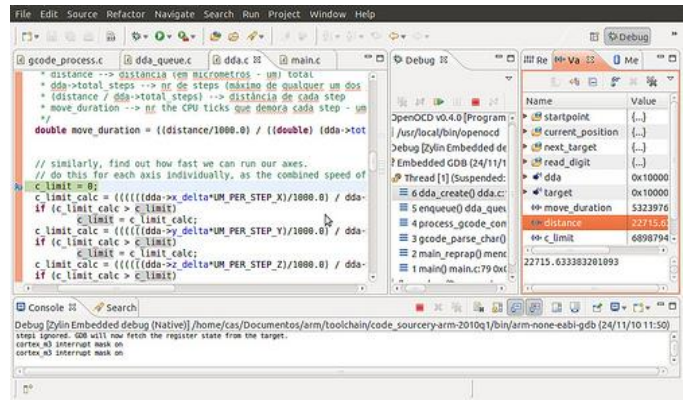 File Edit Source Refactor Navigate Search Run Project Window Help
Debug
gcode_process.c dda_queue.c dda.c main.c
* distance --> distância (em micrometros - um) total
* dda->total_steps --> nr de steps (máximo de qualquer um dos
* (distance / dda->total_steps) --> distância de cada step
* move_duration --> nr the CPU ticks que demora cada step - um
*/
double move_duration = ((distance/1000.0) / ((double) (dda->tot
// similarly, find out how fast we can run our axes.
// do this for each axis individually, as the combined speed of
c_limit = 0;
c_limit_calc = ((((((dda->x_delta*UM_PER_STEP_X)/1000.0) / dda-
if (c_limit_calc > c_limit)
c_limit = c_limit_calc;
c_limit_calc = ((((((dda->y_delta*UM_PER_STEP_Y)/1000.0) / dda-
if (c_limit_calc > c_limit)
c_limit = c_limit_calc;
c_limit_calc = ((((((dda->z_delta*UM_PER_STEP_Z)/1000.0) / dda-
if (c_limit_calc > c_limit)
Debug
OpenOCD v0.4.0 [Program
/usr/local/bin/openocd
Debug [Zylin Embedded de
Embedded GDB (24/11/1
Thread [1] (Suspended:
6 dda_create() dda.c:
5 enqueue() dda_queu
4 process_gcode_con
3 gcode_parse_char()
2 main_reprap() menc
1 main() main.c:79 0x0
Re Va Me
Name Value
startpoint {...}
current_position {...}
next_target {...}
read_digit {...}
dda 0x10000
target 0x10000
move_duration 5323976
distance 22715.63
c_limit 6898794
22715.633383201093
Console Search
Debug [Zylin Embedded debug (Native)] /home/cas/Documentos/arm/toolchain/code_sourcery-arm-2010q1/bin/arm-none-eabi-gdb (24/11/10 11:50)
stepi ignored. GDB will now fetch the register state from the target.
cortex_m3 interrupt mask on
cortex_m3 interrupt mask on